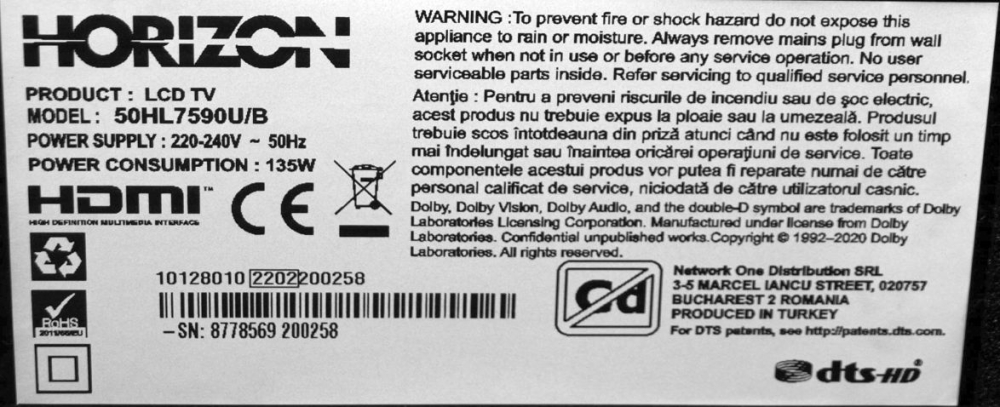 HORIZON
PRODUCT : LCD TV
MODEL : 50HL7590U/B
POWER SUPPLY : 220-240V ~ 50Hz
POWER CONSUMPTION : 135W
HDMI™
HIGH DEFINITION MULTIMEDIA INTERFACE
CE
RoHS
2011/65/EU
10128010 2202 200258
–SN: 8778569 200258
WARNING :To prevent fire or shock hazard do not expose this
appliance to rain or moisture. Always remove mains plug from wall
socket when not in use or before any service operation. No user
serviceable parts inside. Refer servicing to qualified service personnel.
Atenţie : Pentru a preveni riscurile de incendiu sau de şoc electric,
acest produs nu trebuie expus la ploaie sau la umezeală. Produsul
trebuie scos întotdeauna din priză atunci când nu este folosit un timp
mai îndelungat sau înaintea oricărei operaţiuni de service. Toate
componentele acestui produs vor putea fi reparate numai de către
personal calificat de service, niciodată de către utilizatorul casnic.
Dolby, Dolby Vision, Dolby Audio, and the double-D symbol are trademarks of Dolby
Laboratories Licensing Corporation. Manufactured under license from Dolby
Laboratories. Confidential unpublished works.Copyright © 1992–2020 Dolby
Laboratories. All rights reserved.
Cd
Network One Distribution SRL
3-5 MARCEL IANCU STREET, 020757
BUCHAREST 2 ROMANIA
PRODUCED IN TURKEY
For DTS patents, see http://patents.dts.com.
dts-HD